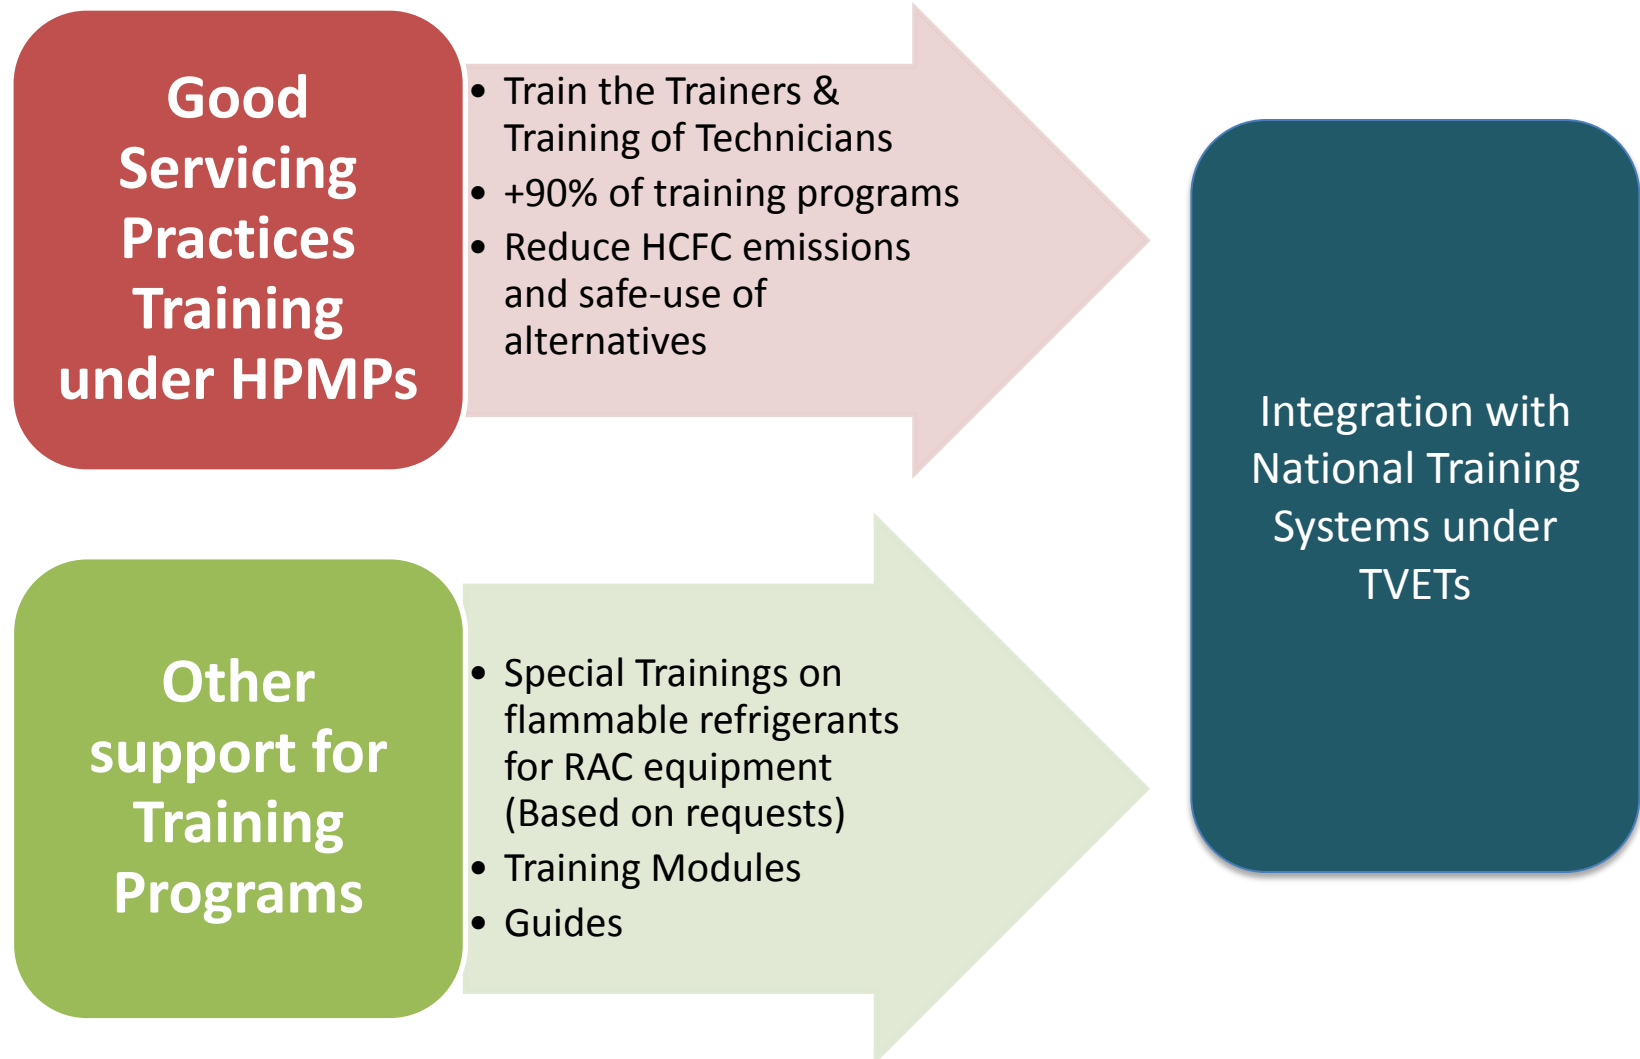 Good
Servicing
Practices
Training
under HPMPs
• Train the Trainers &
Training of Technicians
• +90% of training programs
• Reduce HCFC emissions
and safe-use of
alternatives
Other
support for
Training
Programs
• Special Trainings on
flammable refrigerants
for RAC equipment
(Based on requests)
• Training Modules
• Guides
Integration with
National Training
Systems under
TVETs